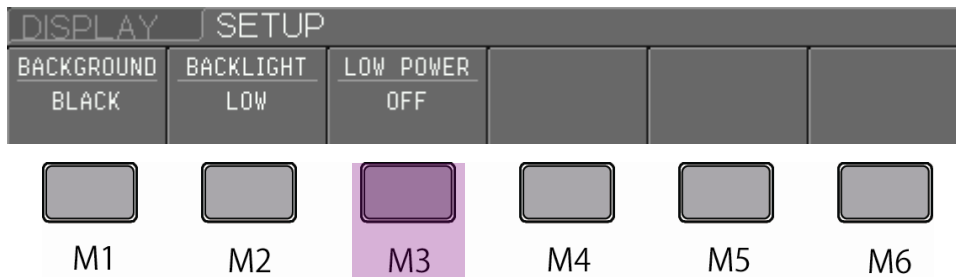 DISPLAY SETUP
BACKGROUND BACKLIGHT LOW POWER
BLACK LOW OFF
M1 M2 M3 M4 M5 M6